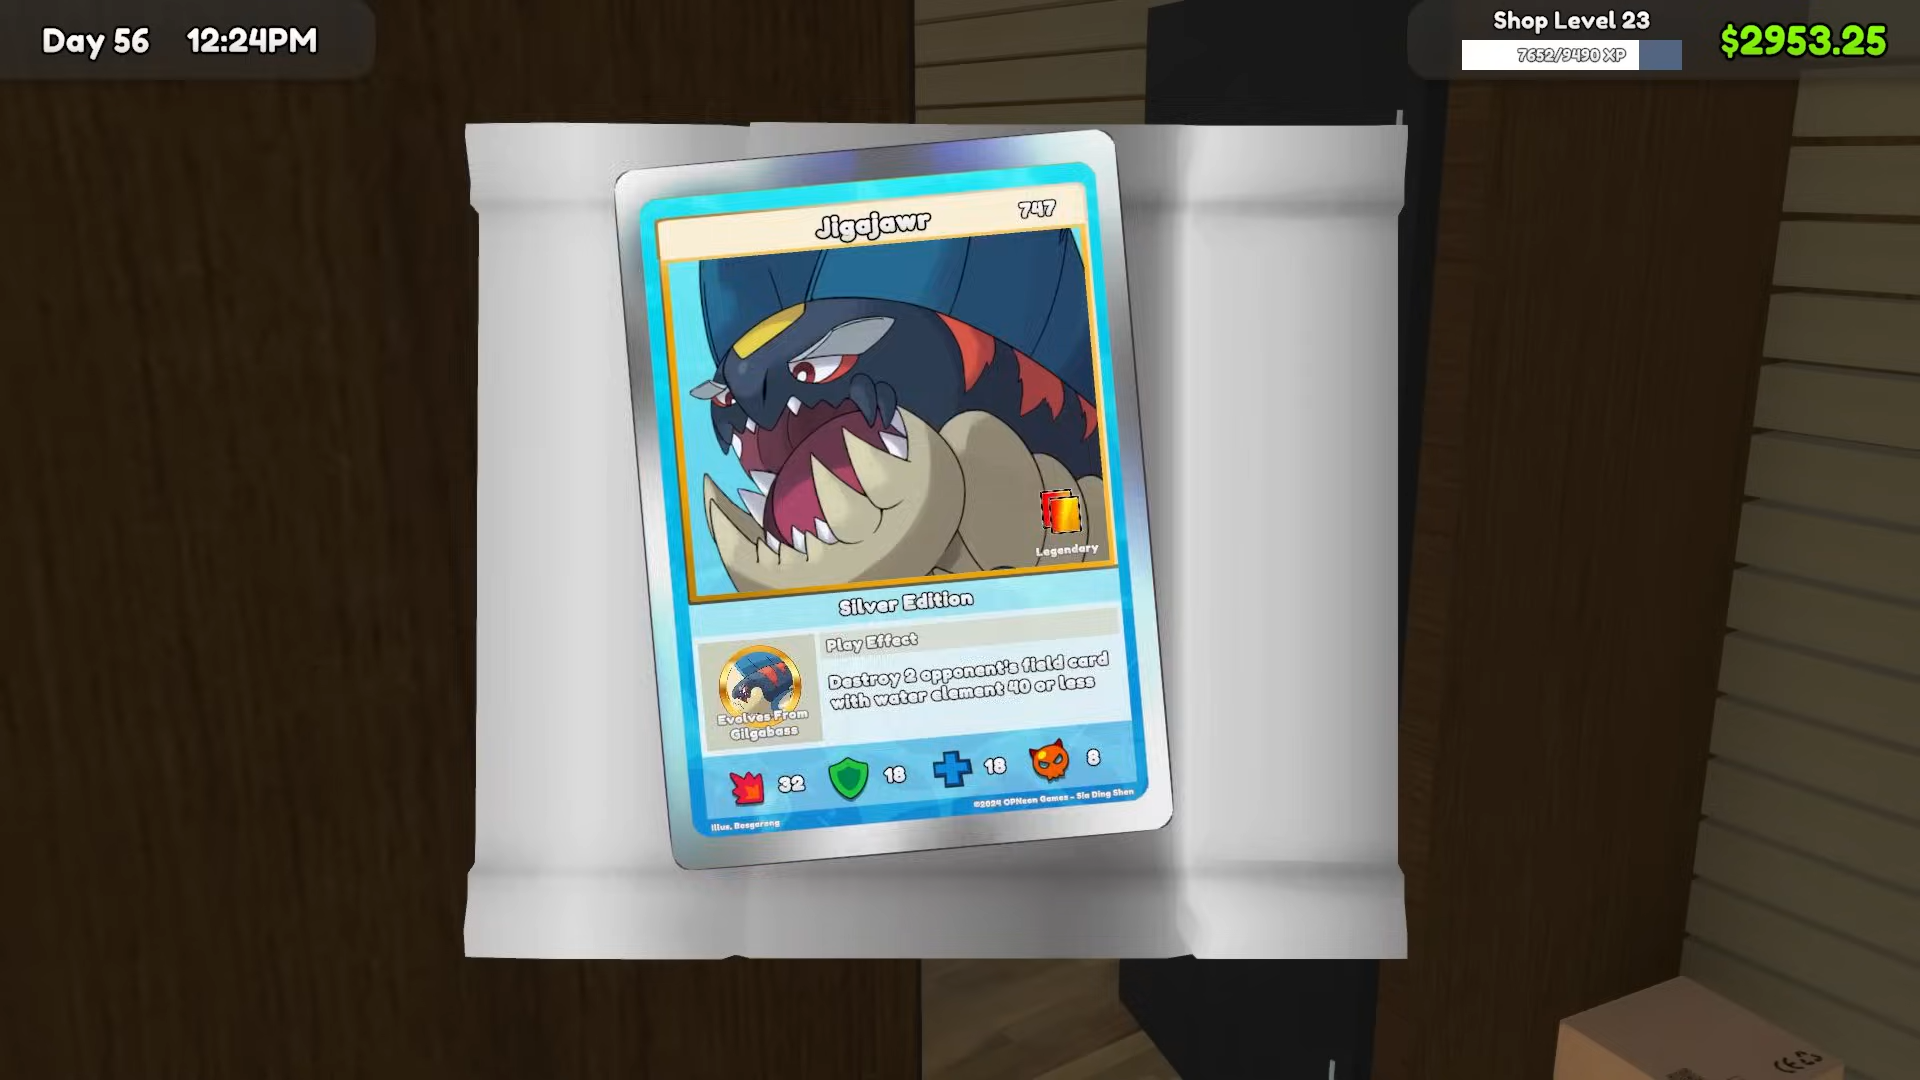 Day 56 12:24PM
Shop Level 23
7652/9490 XP
$2953.25
Jigajawr 747
Legendary
Silver Edition
Play Effect
Destroy 2 opponent's field card
with water element 40 or less
Evolves From
Gilgabass
32 18 18 8
©2024 OPNeon Games - Sia Ding Shen
Illus. Bosgarong